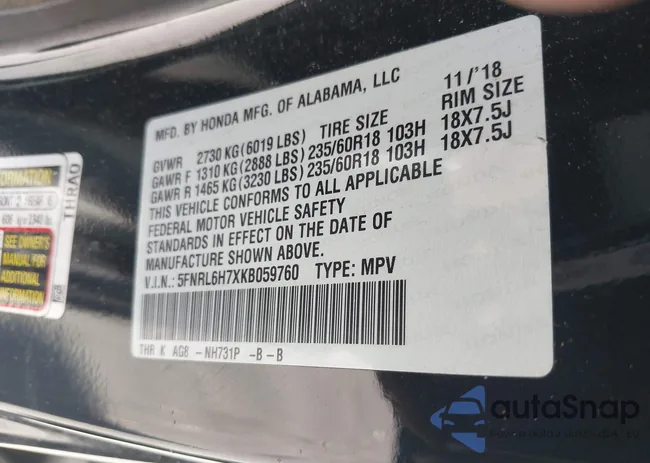 MFD. BY HONDA MFG. OF ALABAMA, LLC 11/'18
GVWR 2730 KG (6019 LBS) TIRE SIZE RIM SIZE
GAWR F 1310 KG (2888 LBS) 235/60R18 103H 18X7.5J
GAWR R 1465 KG (3230 LBS) 235/60R18 103H 18X7.5J
THIS VEHICLE CONFORMS TO ALL APPLICABLE
FEDERAL MOTOR VEHICLE SAFETY
STANDARDS IN EFFECT ON THE DATE OF
MANUFACTURE SHOWN ABOVE.
V.I.N.: 5FNRL6H7XKB059760 TYPE: MPV
THR K AG8 -NH731P -B-B
THRA0
SEE OWNER'S
MANUAL FOR
autoSnap